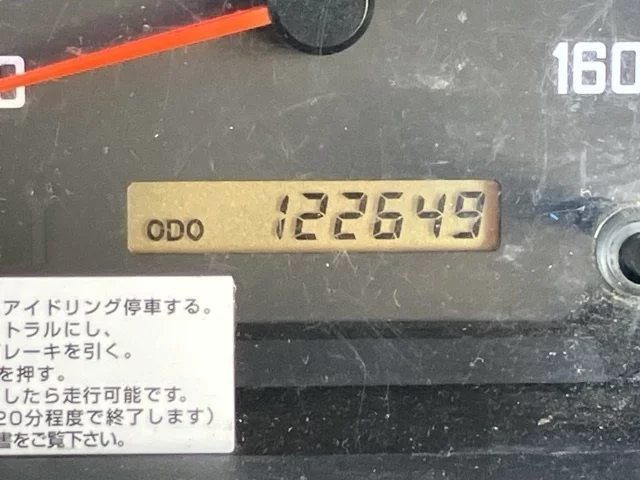 0
160
ODO 122649
アイドリング停車する。
トラルにし、
ブレーキを引く。
を押す。
したら走行可能です。
20分程度で終了します)
書をご覧下さい。